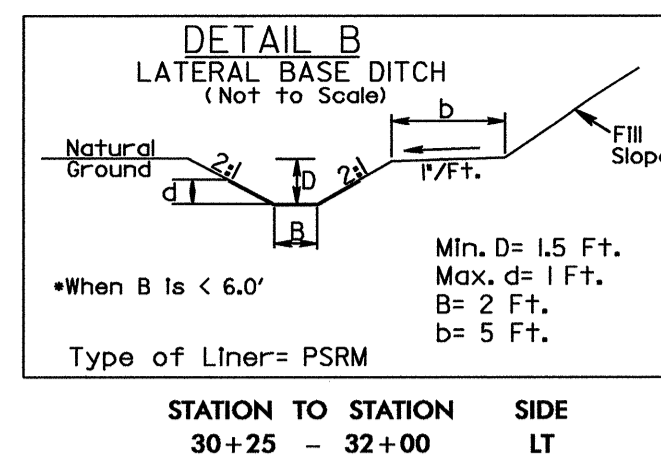 DETAIL B
LATERAL BASE DITCH
(Not to Scale)
b
Natural
Ground
2:1
D
2:1
1"/Ft.
Fill
Slope
d
B
Min. D= 1.5 Ft.
Max. d= 1 Ft.
*When B is < 6.0'
B= 2 Ft.
b= 5 Ft.
Type of Liner= PSRM
STATION TO STATION SIDE
30+25 – 32+00 LT